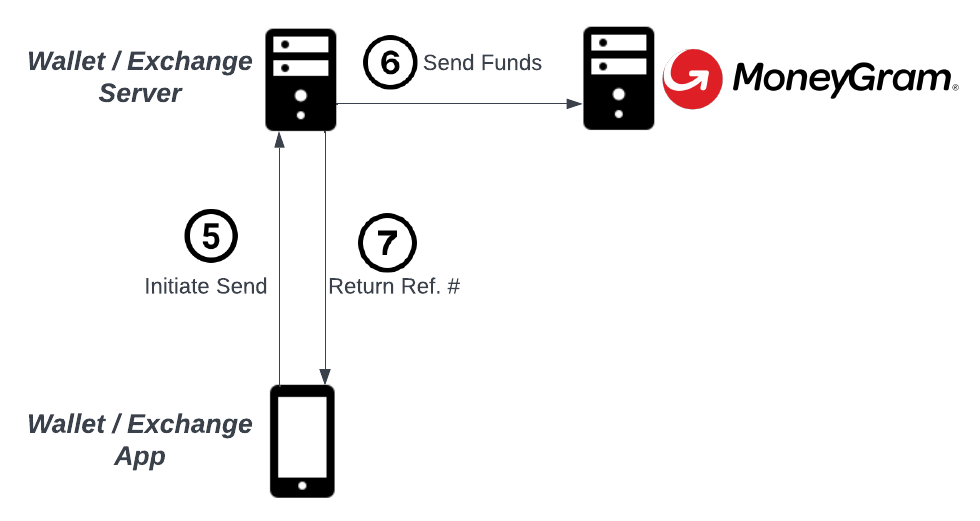 Wallet / Exchange
Server
6 Send Funds
MoneyGram®
5
Initiate Send
7
Return Ref. #
Wallet / Exchange
App